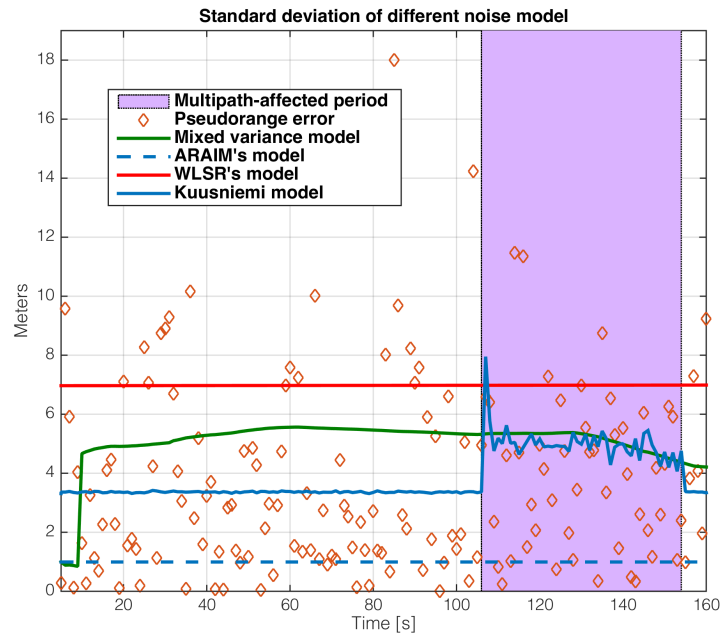 Standard deviation of different noise model
18
16
14
12
10
8
6
4
2
0
Meters
Multipath-affected period
Pseudorange error
Mixed variance model
ARAIM's model
WLSR's model
Kuusniemi model
20 40 60 80 100 120 140 160
Time [s]